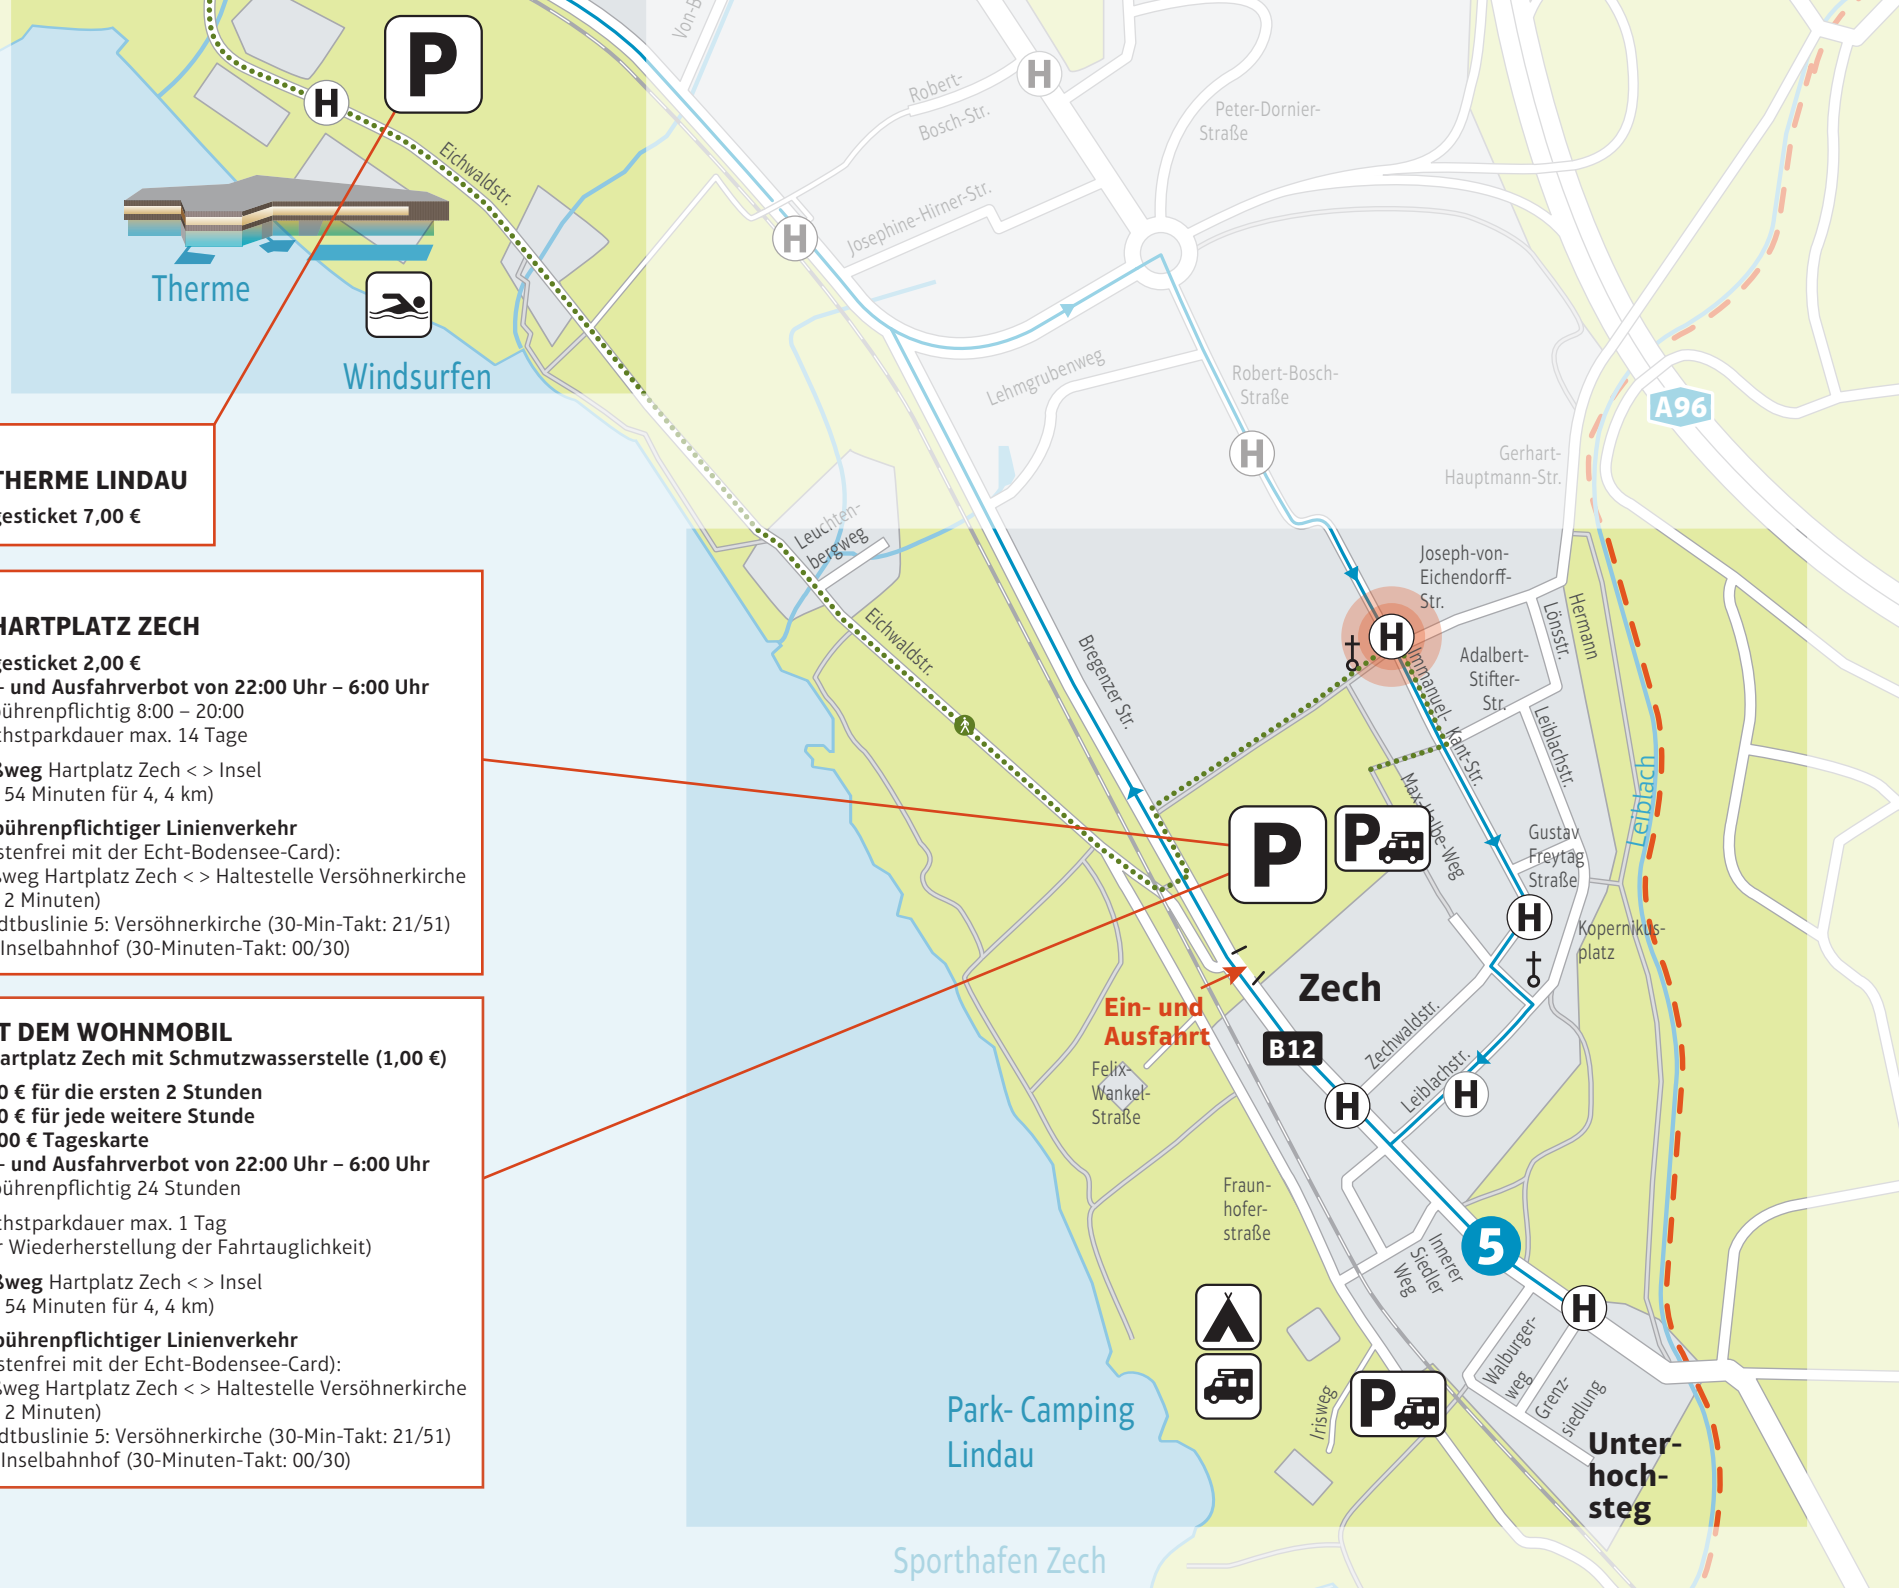 Von-B
P
H
Eichwaldstr.
Therme
Windsurfen
Robert-
Bosch-Str.
H
Peter-Dornier-
Straße
H
Josephine-Hirner-Str.
Lehmgrubenweg
Robert-Bosch-
Straße
H
A96
Gerhart-
Hauptmann-Str.
THERME LINDAU
gesticket 7,00 €
HARTPLATZ ZECH
gesticket 2,00 €
- und Ausfahrverbot von 22:00 Uhr – 6:00 Uhr
bührenpflichtig 8:00 – 20:00
chstparkdauer max. 14 Tage
ßweg Hartplatz Zech < > Insel
54 Minuten für 4, 4 km)
bührenpflichtiger Linienverkehr
stenfrei mit der Echt-Bodensee-Card):
ßweg Hartplatz Zech < > Haltestelle Versöhnerkirche
2 Minuten)
dtbuslinie 5: Versöhnerkirche (30-Min-Takt: 21/51)
Inselbahnhof (30-Minuten-Takt: 00/30)
T DEM WOHNMOBIL
artplatz Zech mit Schmutzwasserstelle (1,00 €)
0 € für die ersten 2 Stunden
0 € für jede weitere Stunde
00 € Tageskarte
- und Ausfahrverbot von 22:00 Uhr – 6:00 Uhr
bührenpflichtig 24 Stunden
chstparkdauer max. 1 Tag
r Wiederherstellung der Fahrtauglichkeit)
ßweg Hartplatz Zech < > Insel
54 Minuten für 4, 4 km)
bührenpflichtiger Linienverkehr
stenfrei mit der Echt-Bodensee-Card):
ßweg Hartplatz Zech < > Haltestelle Versöhnerkirche
2 Minuten)
dtbuslinie 5: Versöhnerkirche (30-Min-Takt: 21/51)
Inselbahnhof (30-Minuten-Takt: 00/30)
Leuchten-
bergweg
Eichwaldstr.
Bregenzer Str.
Joseph-von-
Eichendorff-
Str.
H
Hermann
Lönsstr.
Adalbert-
Stifter-
Str.
Immanuel-
Kant-Str.
Leiblachstr.
Leiblach
Max-Halbe-Weg
P
P
Gustav
Freytag
Straße
H
Kopernikus-
platz
Zech
Ein- und
Ausfahrt
B12
Zechwaldstr.
Leiblachstr.
H
H
Felix-
Wankel-
Straße
Fraun-
hofer-
straße
Innerer
Siedler
Weg
5
H
Walburger-
weg
Grenz-
siedlung
Irisweg
P
Park- Camping
Lindau
Unter-
hoch-
steg
Sporthafen Zech